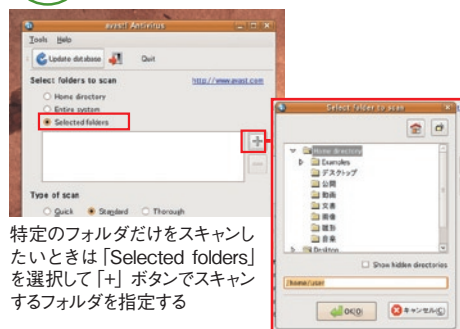 avast! Antivirus
Tools Help
Update database Quit
Select folders to scan http://www.avast.com
Home directory
Entire system
Selected folders
Type of scan
Quick Standard Thorough
特定のフォルダだけをスキャンし
たいときは「Selected folders」
を選択して「+」ボタンでスキャン
するフォルダを指定する
Select folder to scan
Home directory
Examples
デスクトップ
公開
動画
文書
画像
雛形
音楽
Desktop
Show hidden directories
/home/user
OK(O) キャンセル(C)